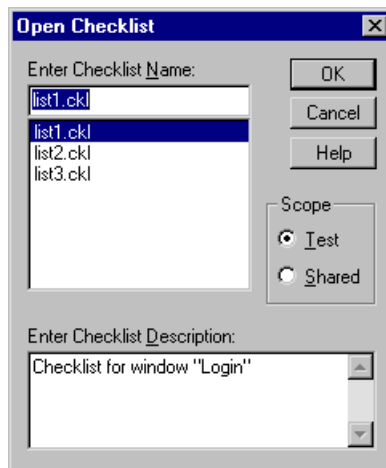 Open Checklist
Enter Checklist Name:
list1.ckl
list1.ckl
list2.ckl
list3.ckl
OK
Cancel
Help
Scope
Test
Shared
Enter Checklist Description:
Checklist for window "Login"